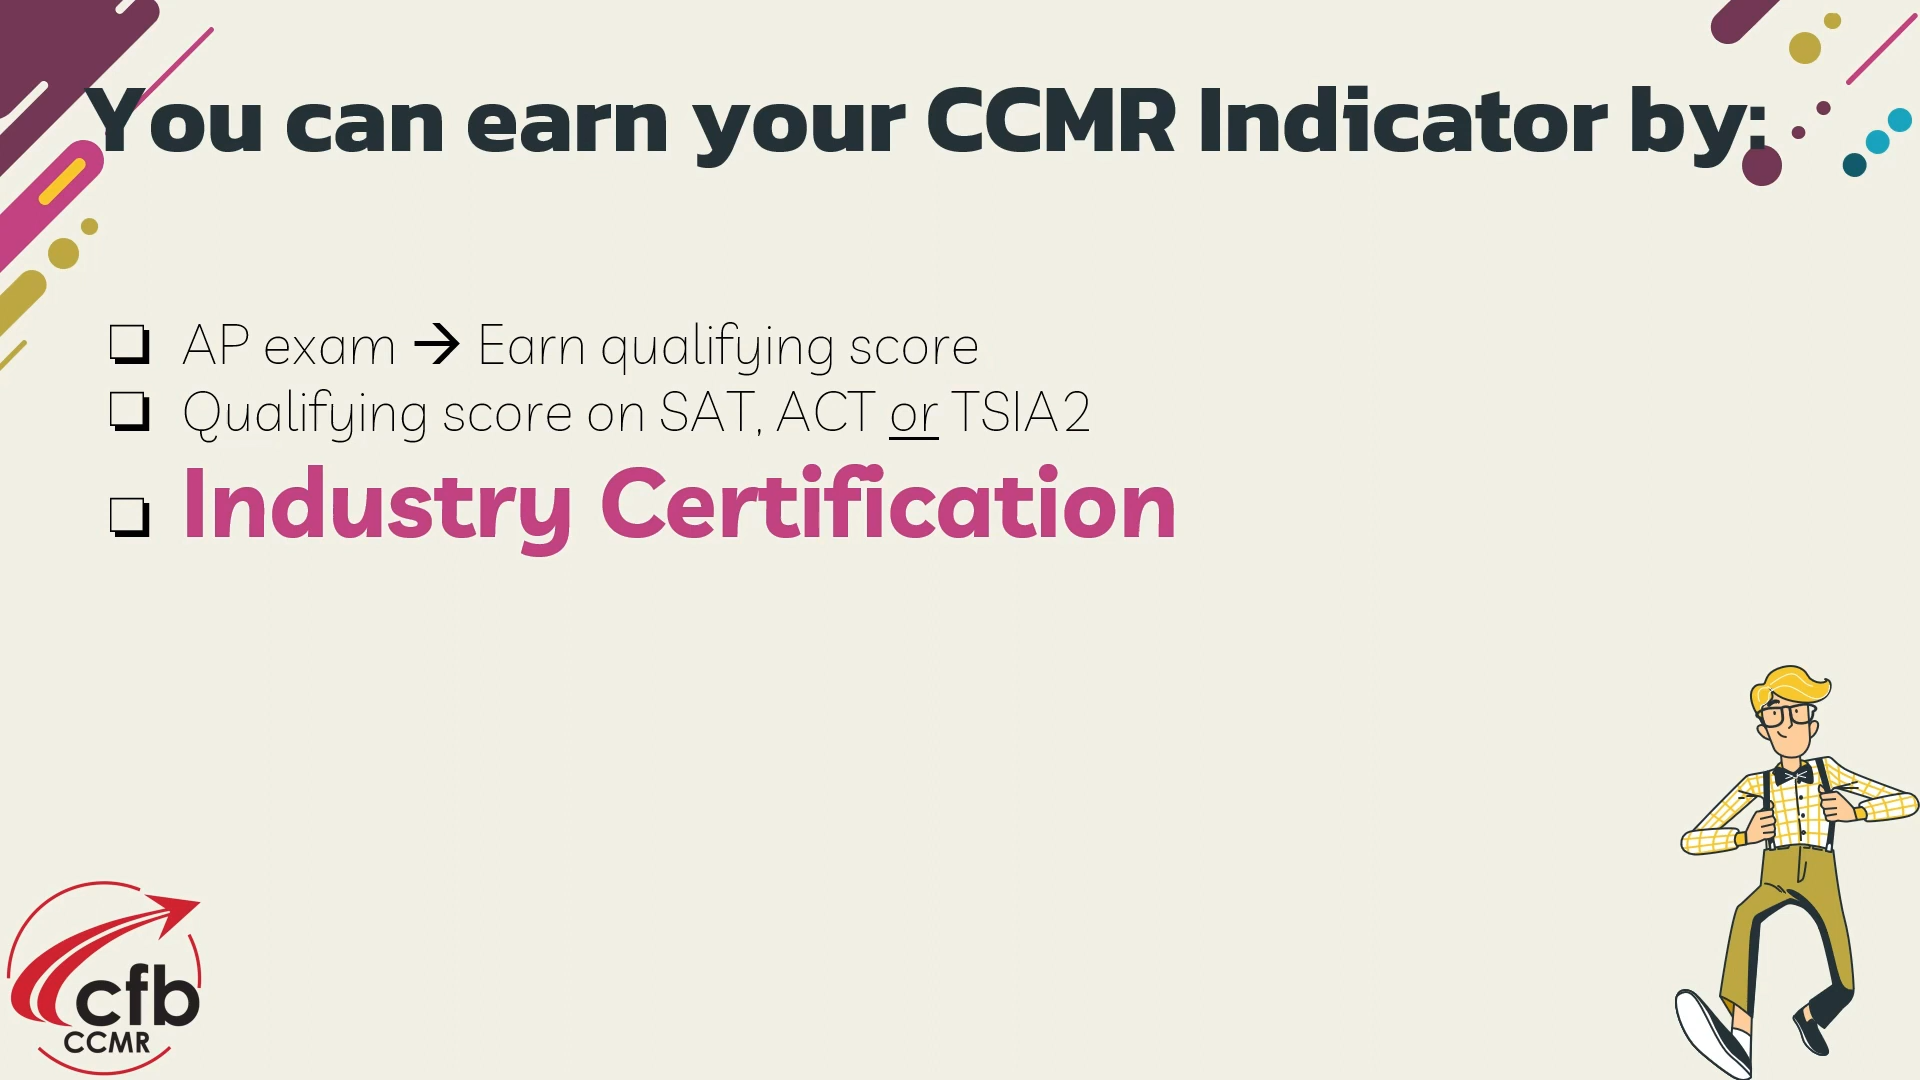 You can earn your CCMR Indicator by:
❏ AP exam → Earn qualifying score
❏ Qualifying score on SAT, ACT or TSIA2
❏ Industry Certification
cfb
CCMR